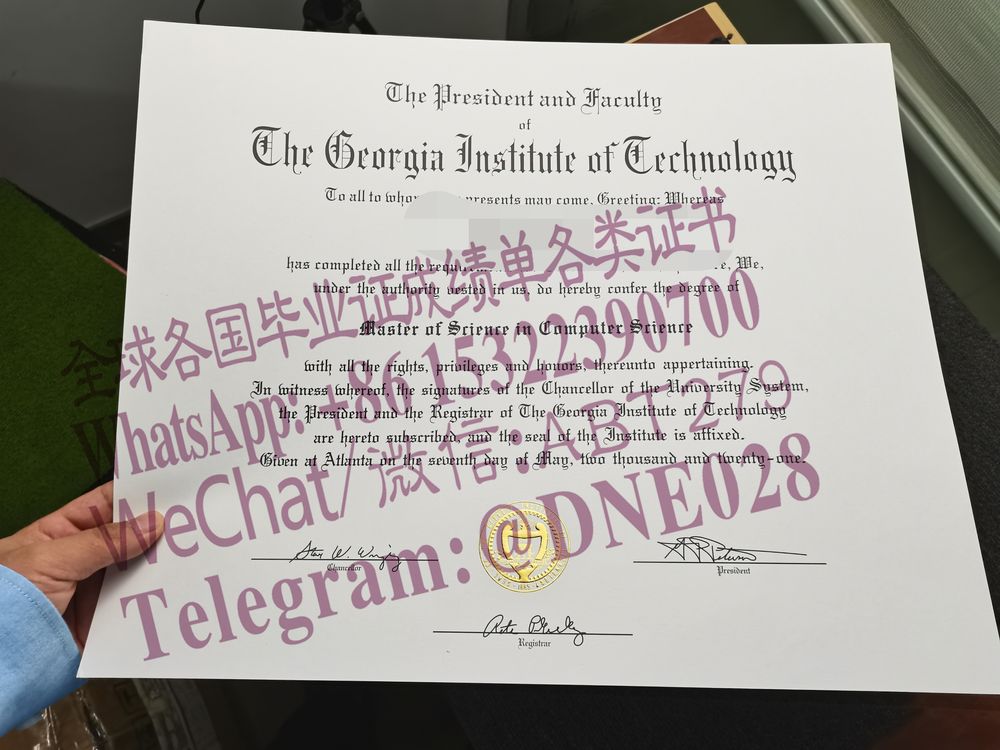 The President and Faculty
of
The Georgia Institute of Technology
To all to whom presents may come, Greeting: Whereas
has completed all the We,
under the authority vested in us, do hereby confer the degree of
Master of Science in Computer Science
with all the rights, privileges and honors, thereunto appertaining.
In witness whereof, the signatures of the Chancellor of the University System,
the President and the Registrar of The Georgia Institute of Technology
are hereto subscribed, and the seal of the Institute is affixed.
Given at Atlanta on the seventh day of May, two thousand and twenty-one.
Chancellor
President
Registrar
全球各国毕业证成绩单各类证书
WhatsApp: +86 15322390700
WeChat/微信:ABT279
Telegram:@DNE028